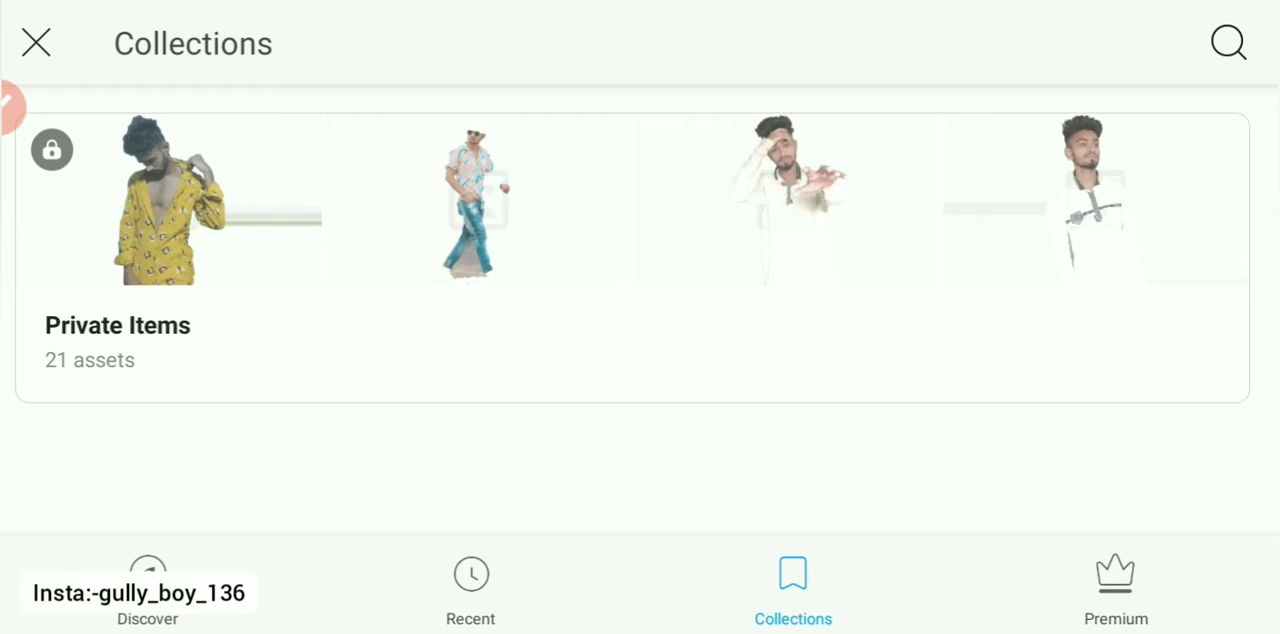 Collections
Private Items
21 assets
Insta:-gully_boy_136
Discover
Recent
Collections
Premium